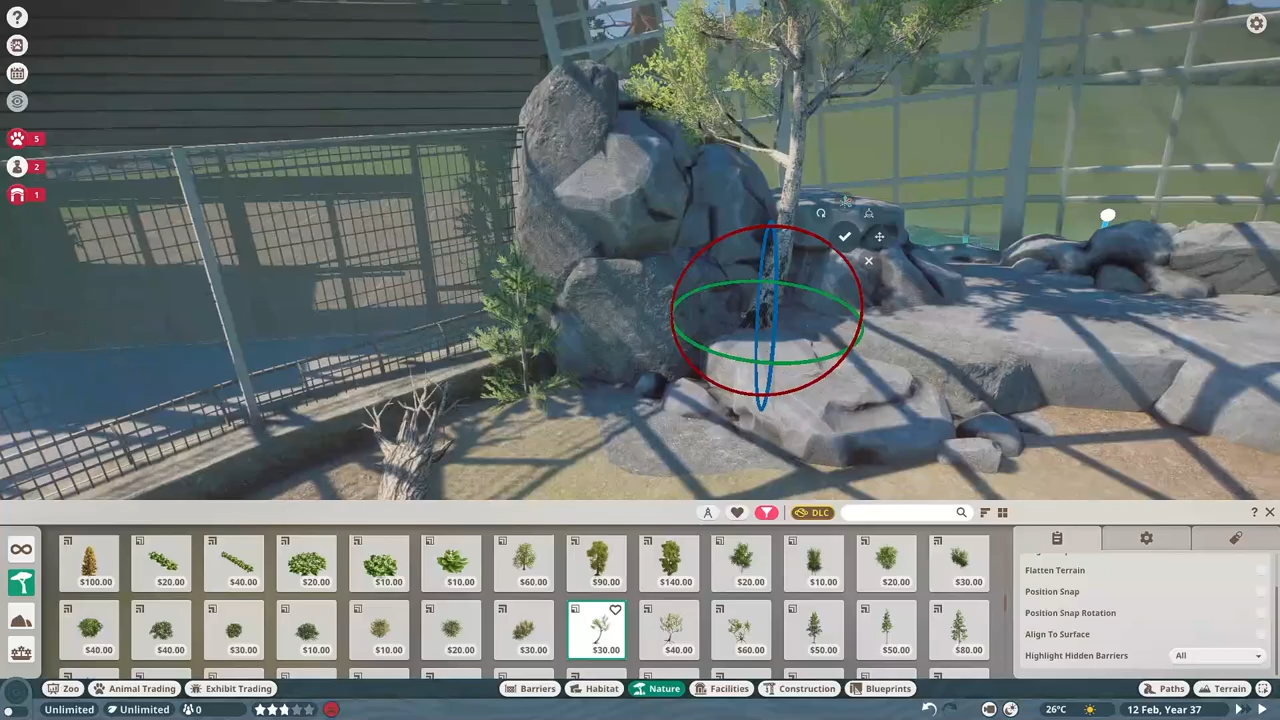 ?
5
2
1
DLC
? ×
$100.00 $20.00 $40.00 $20.00 $10.00 $10.00 $60.00 $90.00 $140.00 $20.00 $10.00 $20.00 $30.00
$40.00 $40.00 $30.00 $10.00 $10.00 $20.00 $30.00 $30.00 $40.00 $60.00 $50.00 $50.00 $80.00
Flatten Terrain
Position Snap
Position Snap Rotation
Align To Surface
Highlight Hidden Barriers All
Zoo Animal Trading Exhibit Trading Barriers Habitat Nature Facilities Construction Blueprints Paths Terrain
Unlimited Unlimited 0 26°C 12 Feb, Year 37